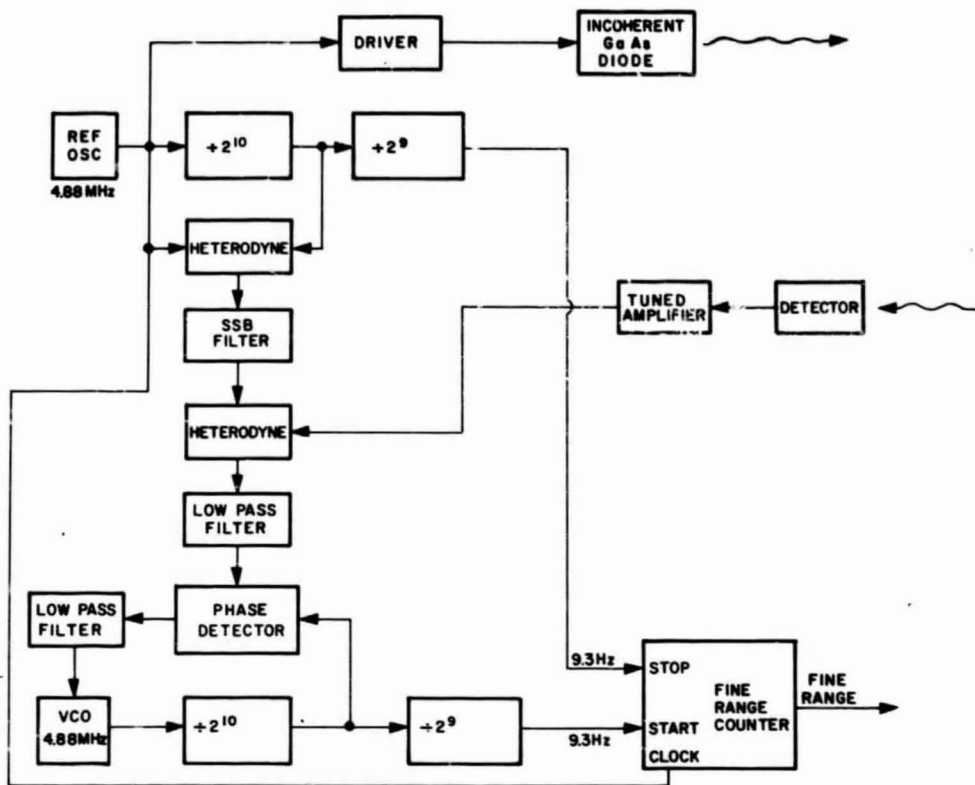 DRIVER
INCOHERENT
Ga As
DIODE
REF
OSC
4.88 MHz
÷2¹⁰
÷2⁹
HETERODYNE
SSB
FILTER
TUNED
AMPLIFIER
DETECTOR
HETERODYNE
LOW PASS
FILTER
LOW PASS
FILTER
PHASE
DETECTOR
VCO
4.88MHz
÷2¹⁰
÷2⁹
9.3Hz
9.3Hz
STOP
START
CLOCK
FINE
RANGE
COUNTER
FINE
RANGE